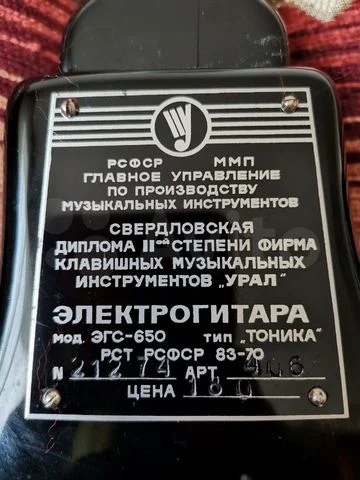 РСФСР ММП
ГЛАВНОЕ УПРАВЛЕНИЕ
ПО ПРОИЗВОДСТВУ
МУЗЫКАЛЬНЫХ ИНСТРУМЕНТОВ
СВЕРДЛОВСКАЯ
ДИПЛОМА II ой СТЕПЕНИ ФИРМА
КЛАВИШНЫХ МУЗЫКАЛЬНЫХ
ИНСТРУМЕНТОВ „УРАЛ"
ЭЛЕКТРОГИТАРА
МОД. ЭГС-650 ТИП „ТОНИКА"
РСТ РСФСР 83-70
N 21274 АРТ. 406
ЦЕНА 180